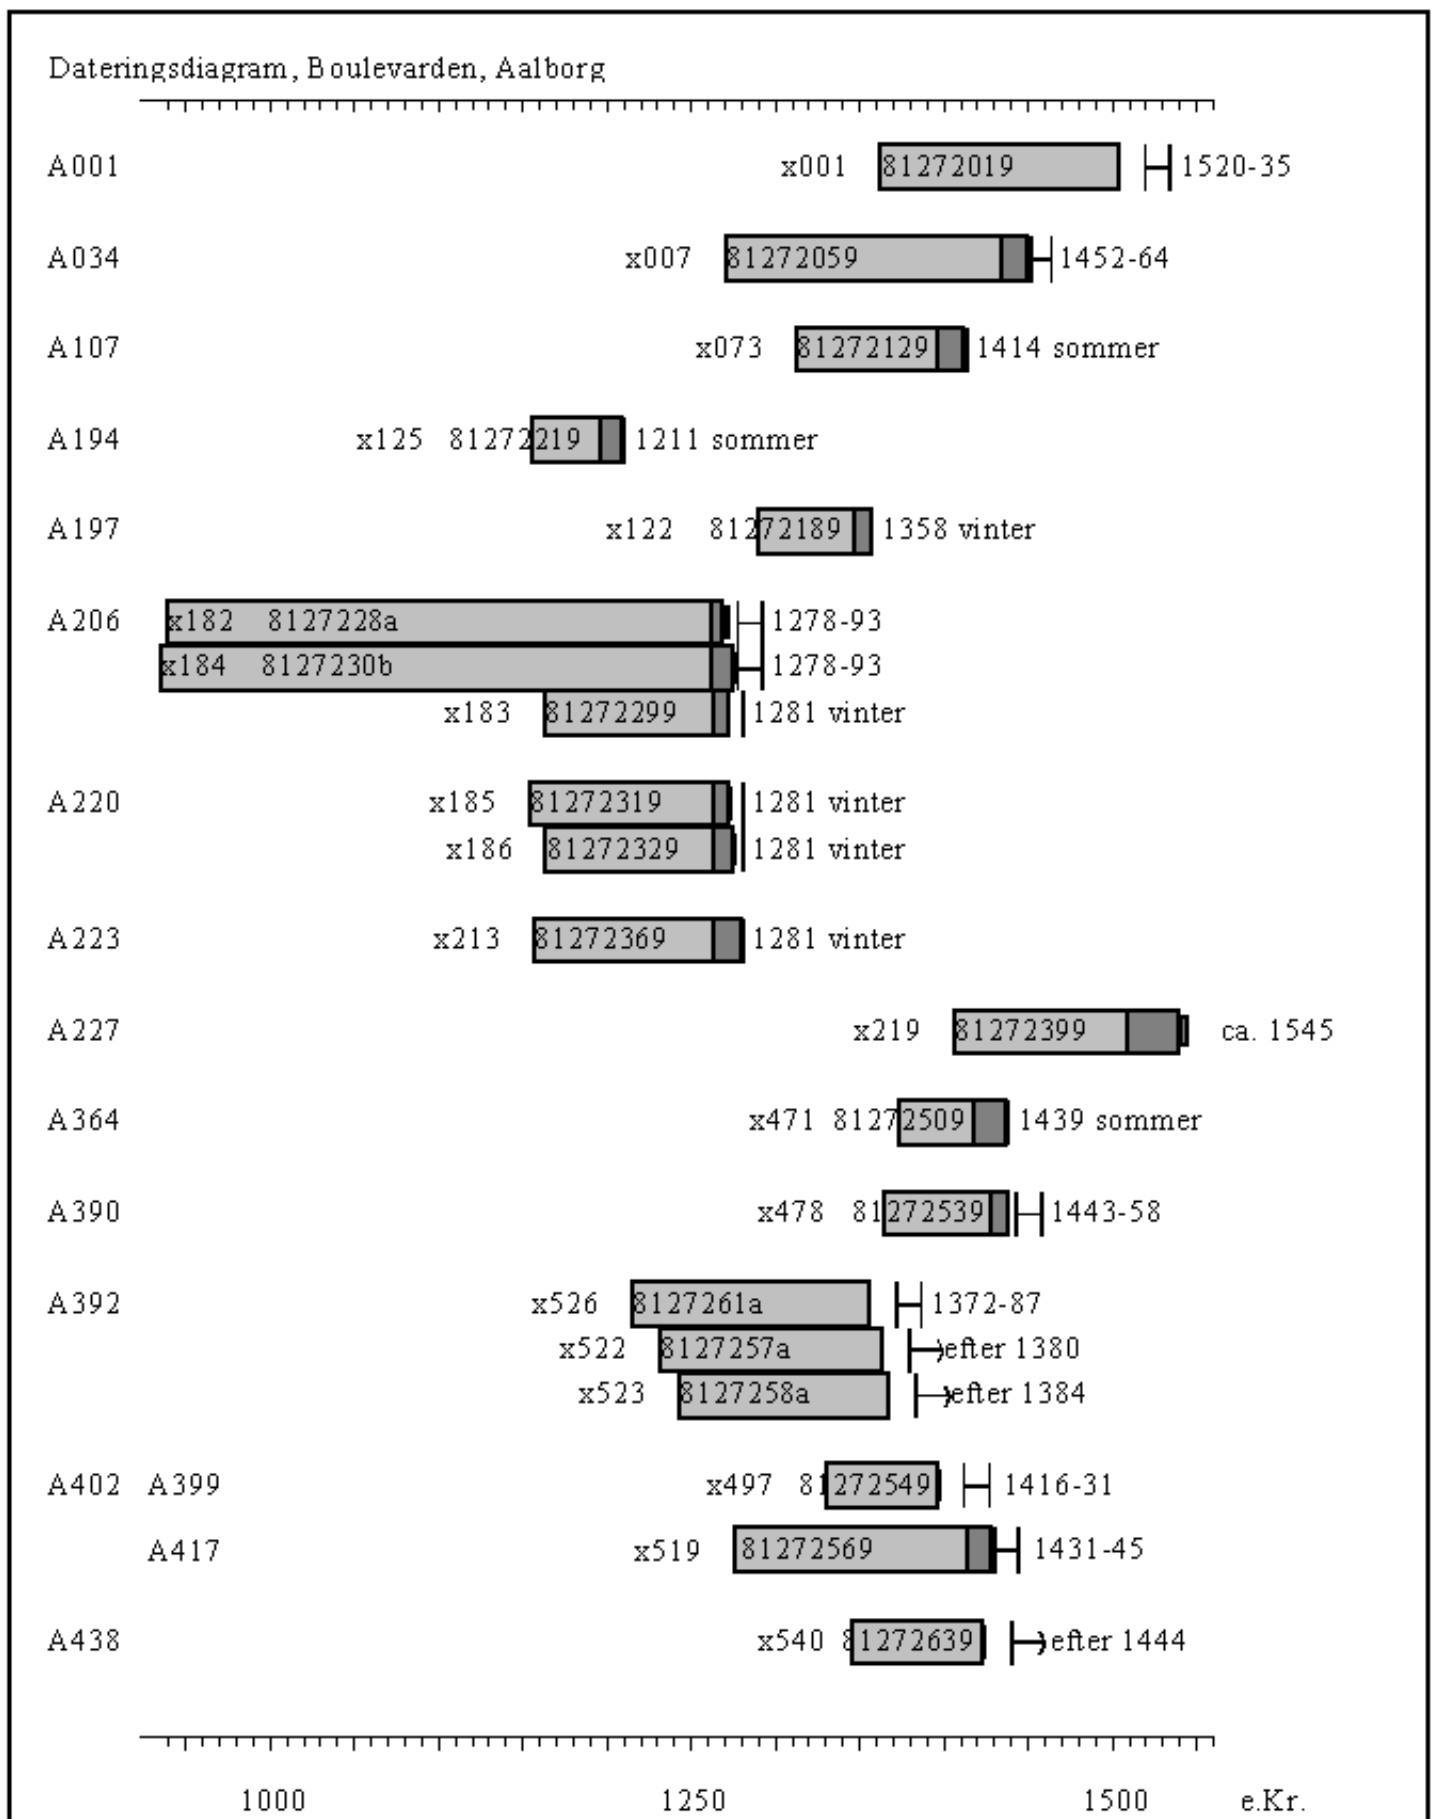 Dateringsdiagram, Boulevarden, Aalborg
A001 x001 81272019 1520-35
A034 x007 81272059 1452-64
A107 x073 81272129 1414 sommer
A194 x125 81272219 1211 sommer
A197 x122 81272189 1358 vinter
A206 x182 8127228a 1278-93
x184 8127230b 1278-93
x183 81272299 1281 vinter
A220 x185 81272319 1281 vinter
x186 81272329 1281 vinter
A223 x213 81272369 1281 vinter
A227 x219 81272399 ca. 1545
A364 x471 81272509 1439 sommer
A390 x478 81272539 1443-58
A392 x526 8127261a 1372-87
x522 8127257a efter 1380
x523 8127258a efter 1384
A402 A399 x497 81272549 1416-31
A417 x519 81272569 1431-45
A438 x540 81272639 efter 1444
1000 1250 1500 e.Kr.